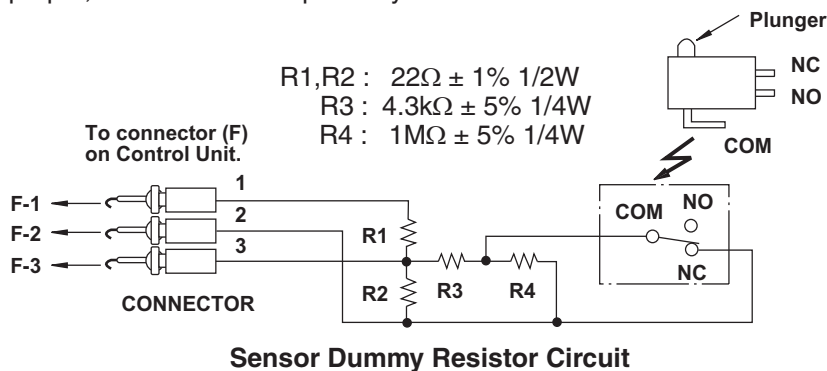 Plunger
R1,R2 : 22Ω ± 1% 1/2W
NC
R3 : 4.3kΩ ± 5% 1/4W
NO
R4 : 1MΩ ± 5% 1/4W
To connector (F)
on Control Unit.
COM
1
F-1
2
F-2
3
F-3
CONNECTOR
R1
R2
R3
R4
COM
NO
NC
Sensor Dummy Resistor Circuit